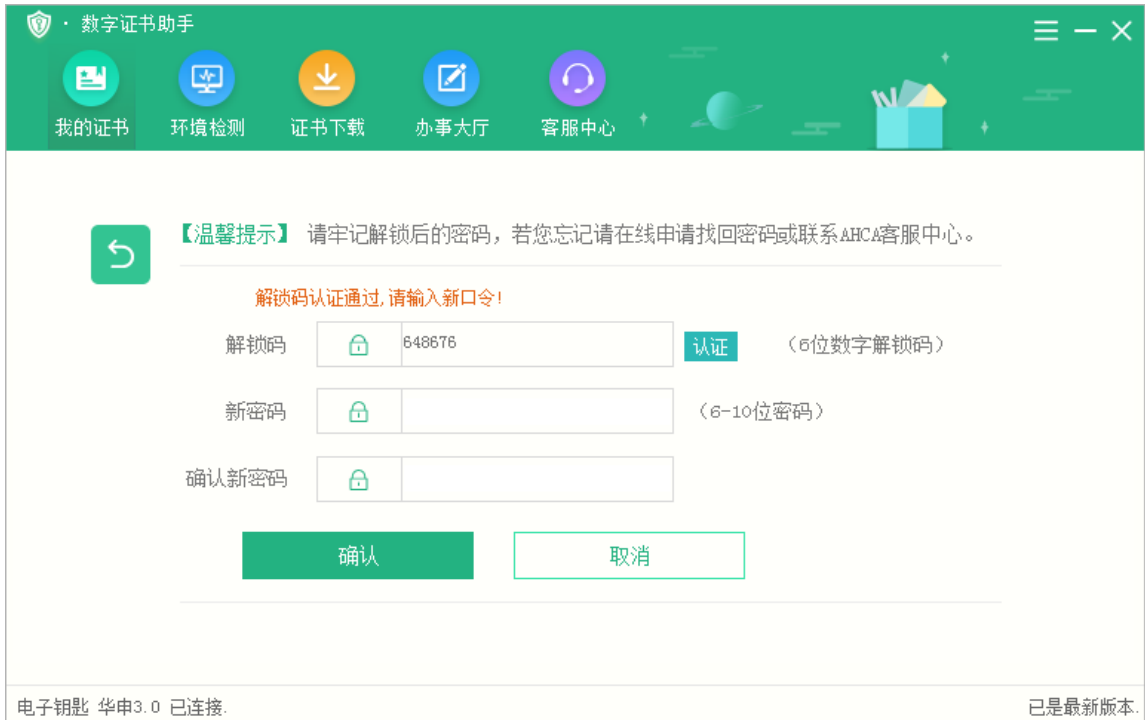 · 数字证书助手
我的证书 环境检测 证书下载 办事大厅 客服中心
【温馨提示】 请牢记解锁后的密码，若您忘记请在线申请找回密码或联系AHCA客服中心。
解锁码认证通过,请输入新口令!
解锁码 648676 认证 （6位数字解锁码）
新密码 （6-10位密码）
确认新密码
确认 取消
电子钥匙 华申3.0 已连接. 已是最新版本.